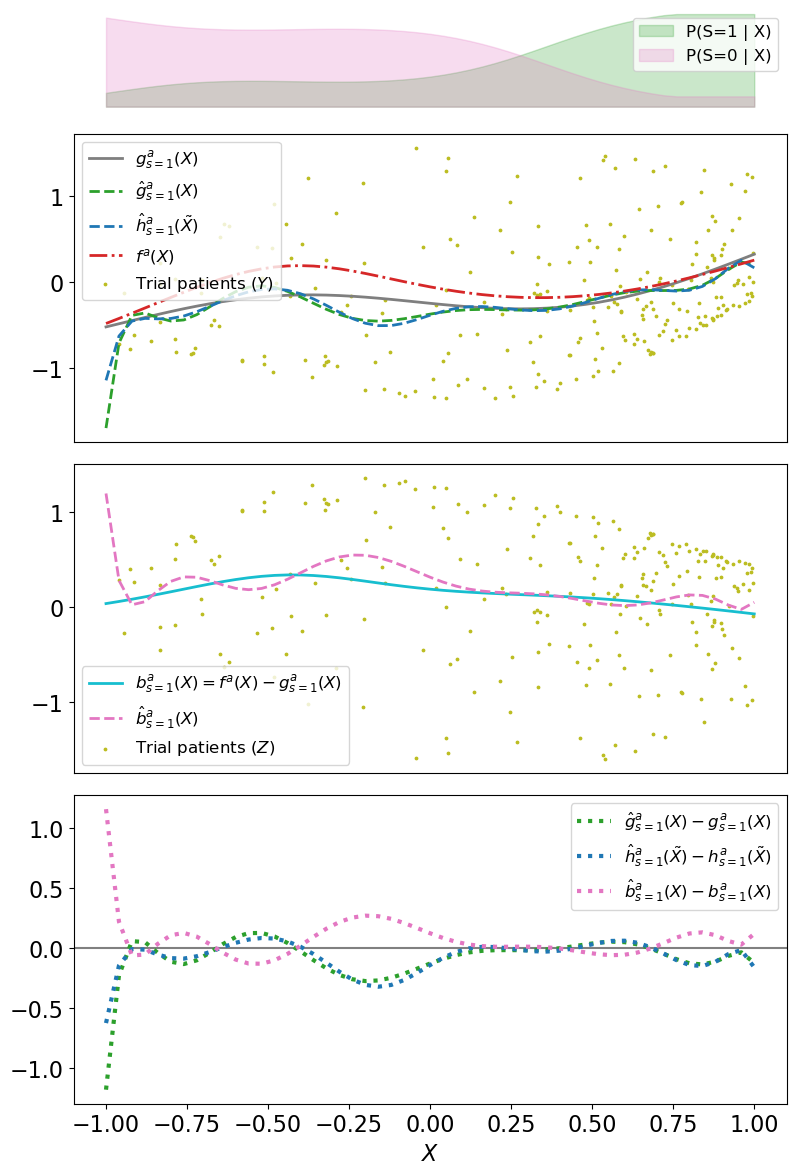 P(S=1 | X)
P(S=0 | X)
g^a_{s=1}(X)
ĝ^a_{s=1}(X)
ĥ^a_{s=1}(X̃)
f^a(X)
Trial patients (Y)
1
0
−1
b^a_{s=1}(X) = f^a(X) − g^a_{s=1}(X)
b̂^a_{s=1}(X)
Trial patients (Z)
1
0
−1
ĝ^a_{s=1}(X) − g^a_{s=1}(X)
ĥ^a_{s=1}(X̃) − h^a_{s=1}(X̃)
b̂^a_{s=1}(X) − b^a_{s=1}(X)
1.0
0.5
0.0
−0.5
−1.0
−1.00 −0.75 −0.50 −0.25 0.00 0.25 0.50 0.75 1.00
X